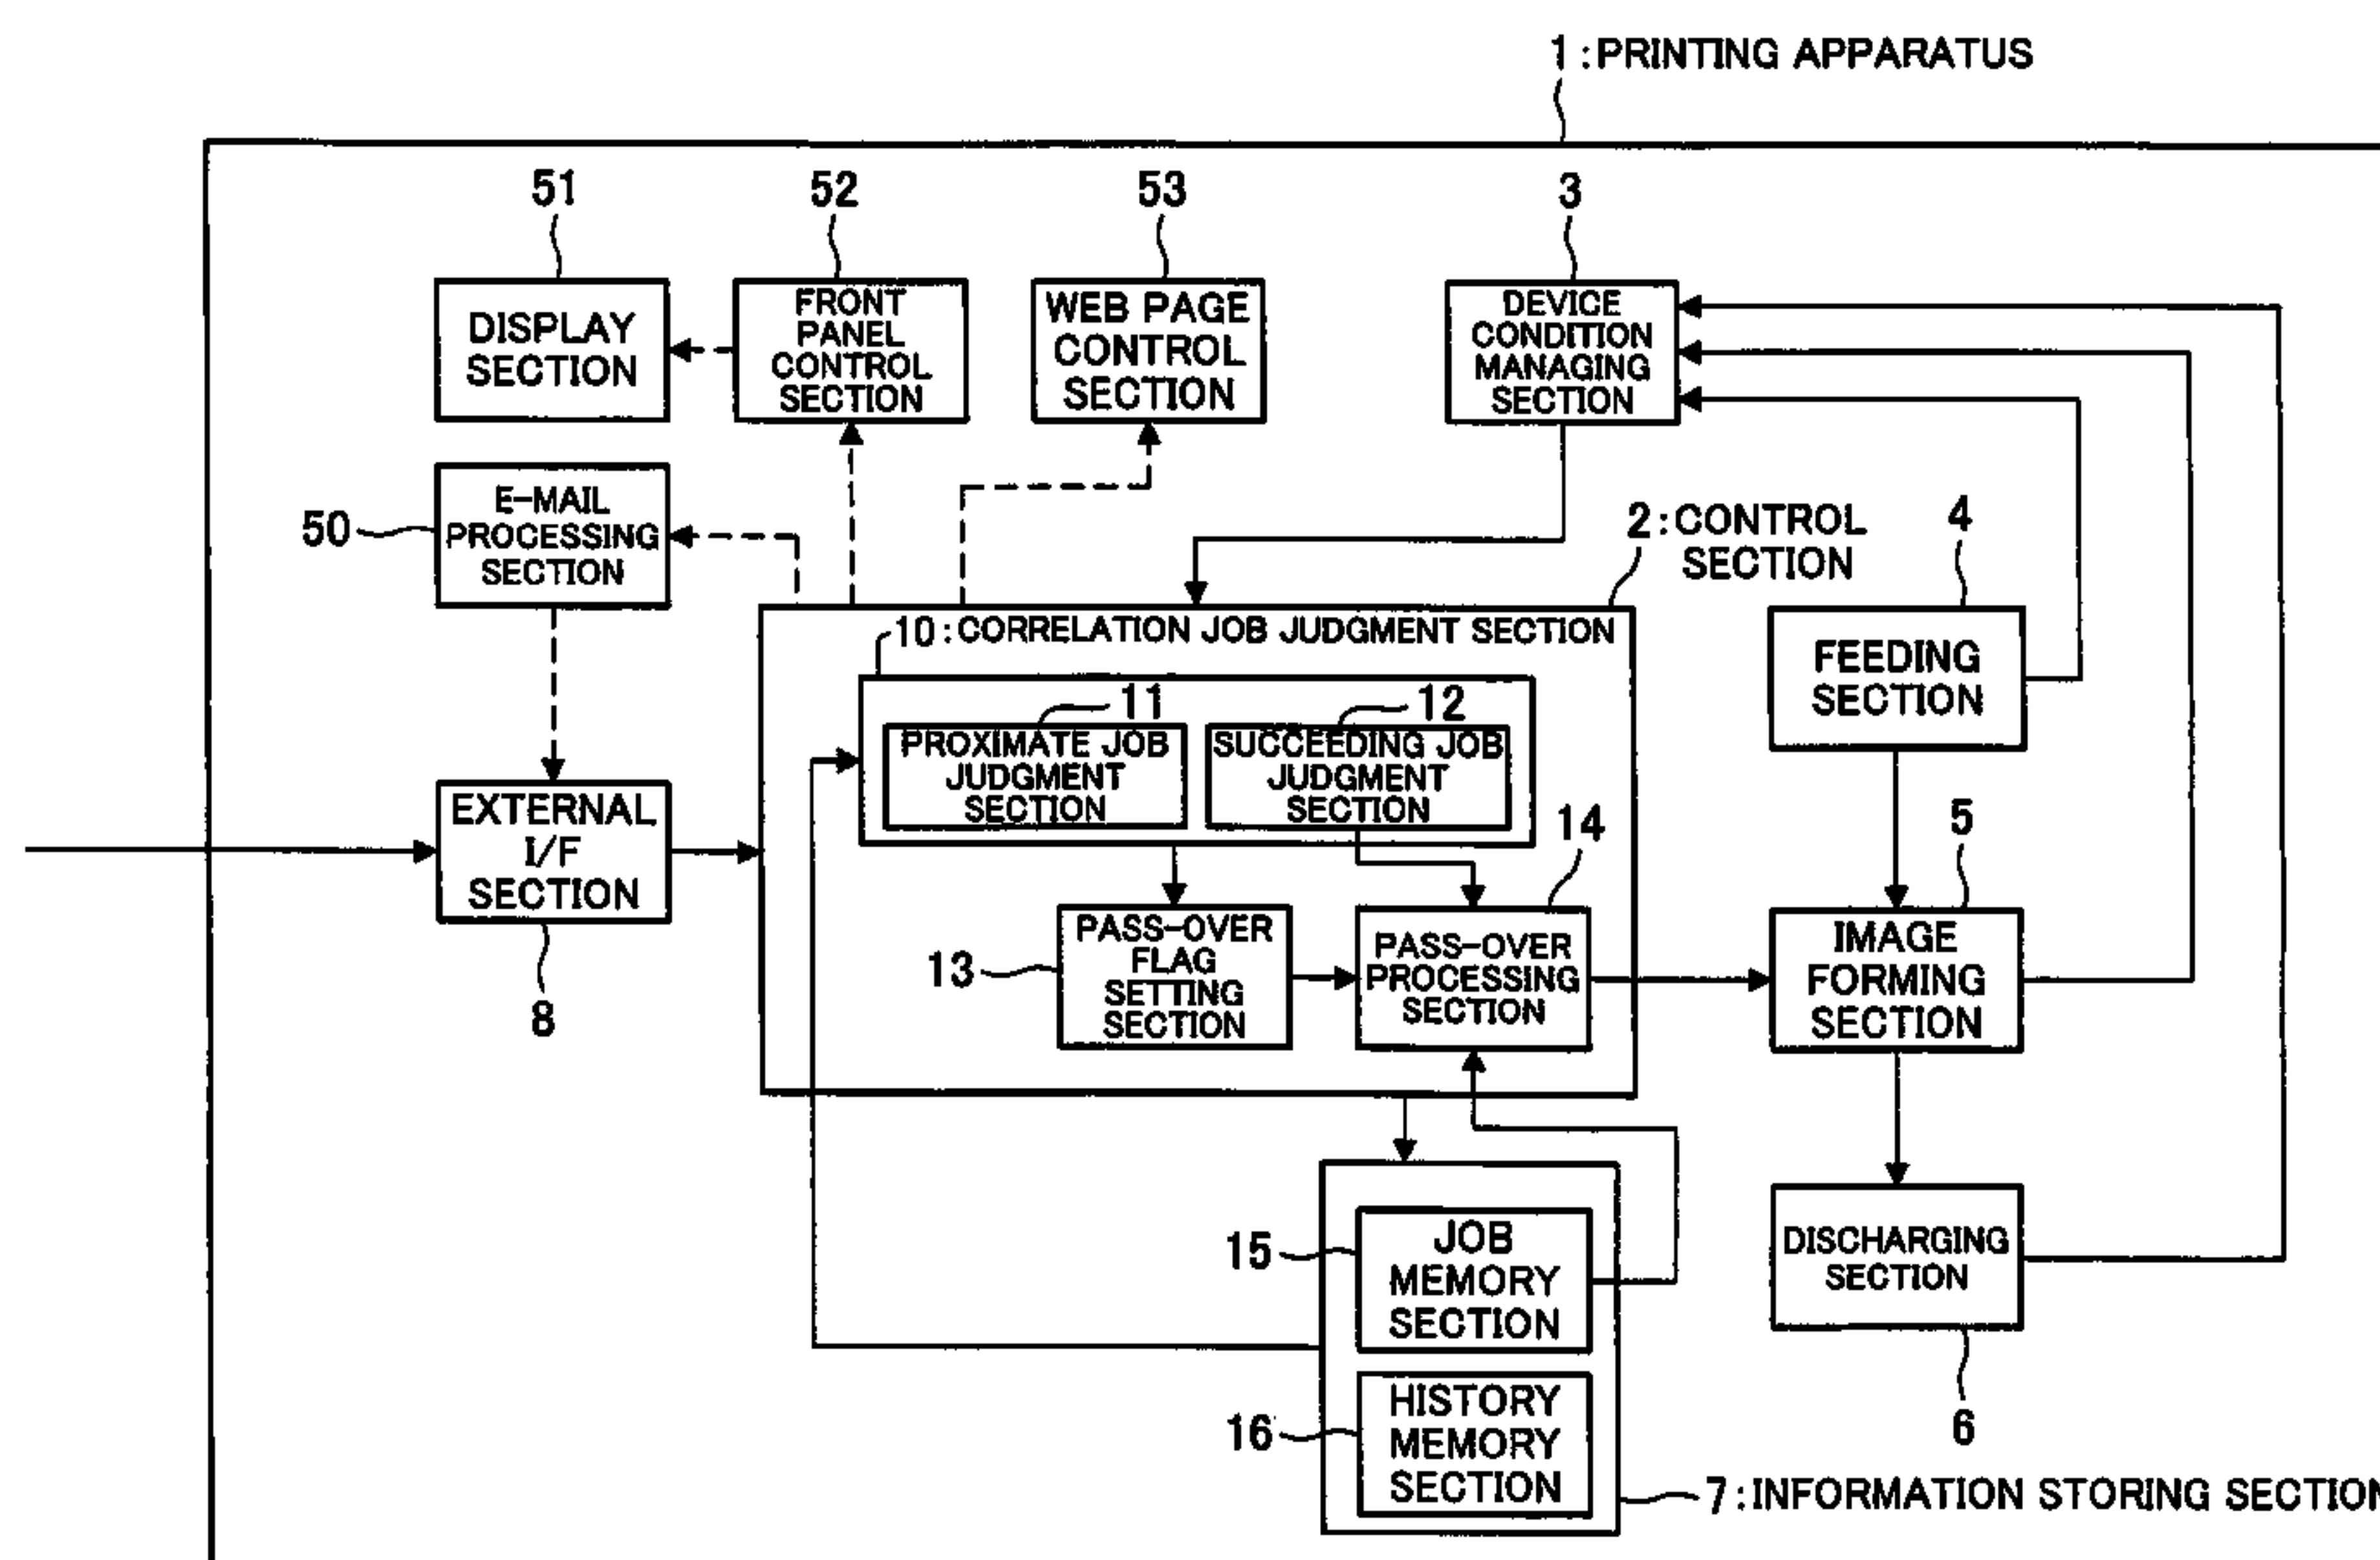 1 : PRINTING APPARATUS
51
52
53
3
DISPLAY
SECTION
FRONT
PANEL
CONTROL
SECTION
WEB PAGE
CONTROL
SECTION
DEVICE
CONDITION
MANAGING
SECTION
50
E-MAIL
PROCESSING
SECTION
2 : CONTROL
SECTION
4
10 : CORRELATION JOB JUDGMENT SECTION
FEEDING
SECTION
11
12
PROXIMATE JOB
JUDGMENT
SECTION
SUCCEEDING JOB
JUDGMENT
SECTION
EXTERNAL
I/F
SECTION
8
14
5
13
PASS-OVER
FLAG
SETTING
SECTION
PASS-OVER
PROCESSING
SECTION
IMAGE
FORMING
SECTION
15
JOB
MEMORY
SECTION
DISCHARGING
SECTION
6
16
HISTORY
MEMORY
SECTION
7 : INFORMATION STORING SECTION